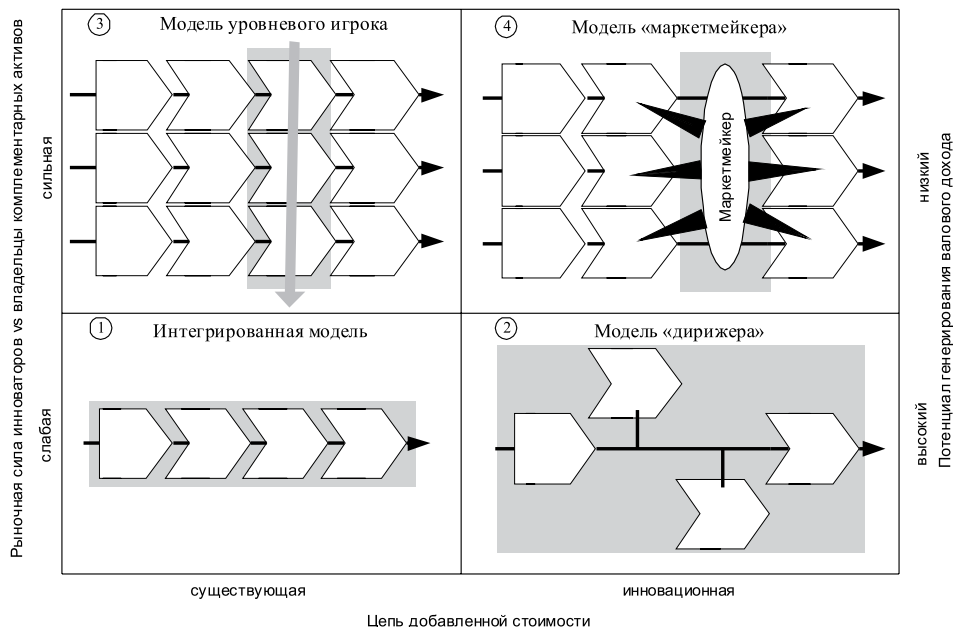 3
Модель уровневого игрока
4
Модель «маркетмейкера»
Маркетмейкер
Рыночная сила инноваторов vs владельцы комплементарных активов
сильная
слабая
низкий
высокий
Потенциал генерирования валового дохода
1
Интегрированная модель
2
Модель «дирижера»
существующая
инновационная
Цепь добавленной стоимости